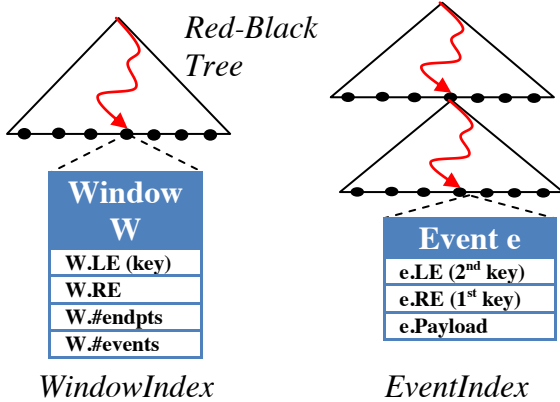 Red-Black
Tree
Window
W
W.LE (key)
W.RE
W.#endpts
W.#events
WindowIndex
Event e
e.LE (2nd key)
e.RE (1st key)
e.Payload
EventIndex